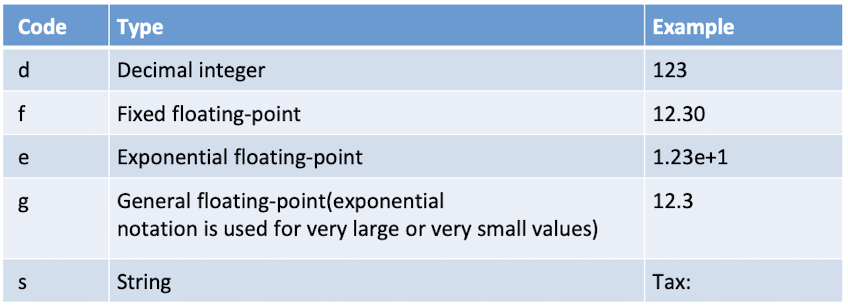 Code Type Example
d Decimal integer 123
f Fixed floating-point 12.30
e Exponential floating-point 1.23e+1
g General floating-point(exponential 12.3
notation is used for very large or very small values)
s String Tax: